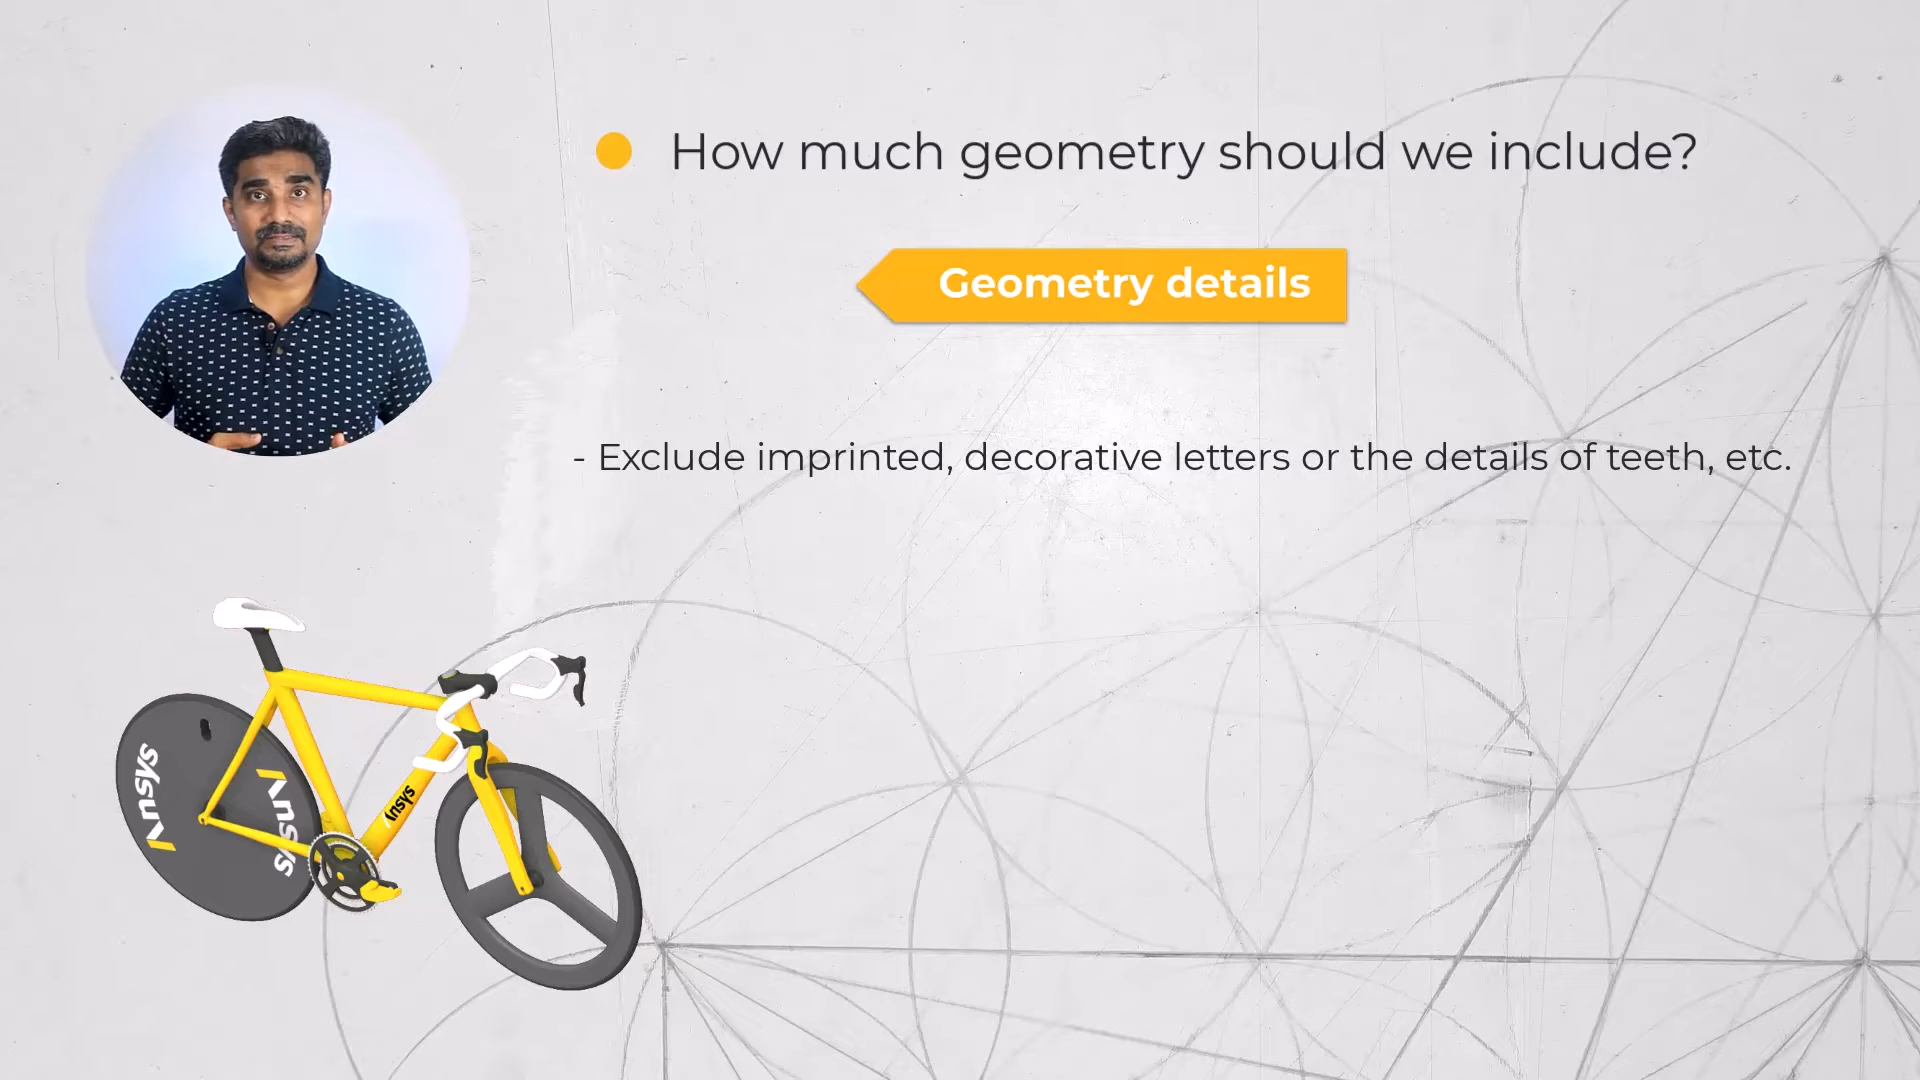 How much geometry should we include?
Geometry details
- Exclude imprinted, decorative letters or the details of teeth, etc.
Ansys
Ansys
Ansys